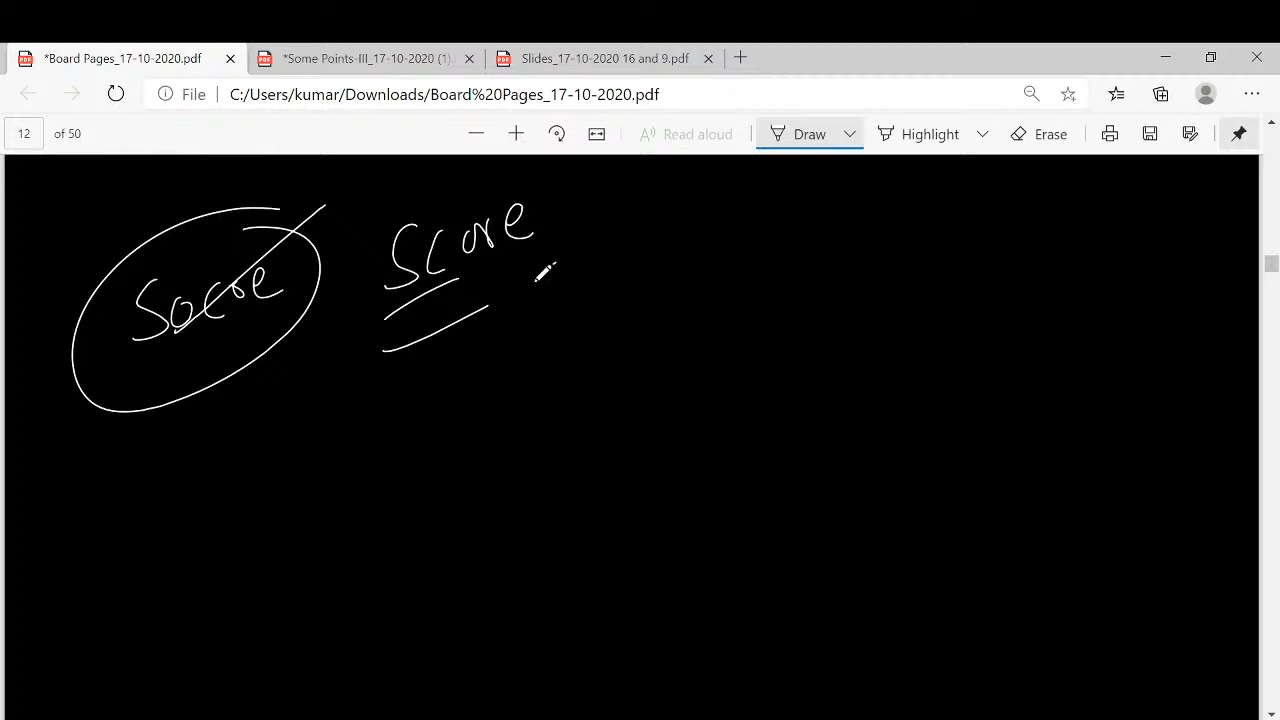 *Board Pages_17-10-2020.pdf
*Some Points-III_17-10-2020 (1).
Slides_17-10-2020 16 and 9.pdf
File C:/Users/kumar/Downloads/Board%20Pages_17-10-2020.pdf
12 of 50 Read aloud Draw Highlight Erase
Socre Score